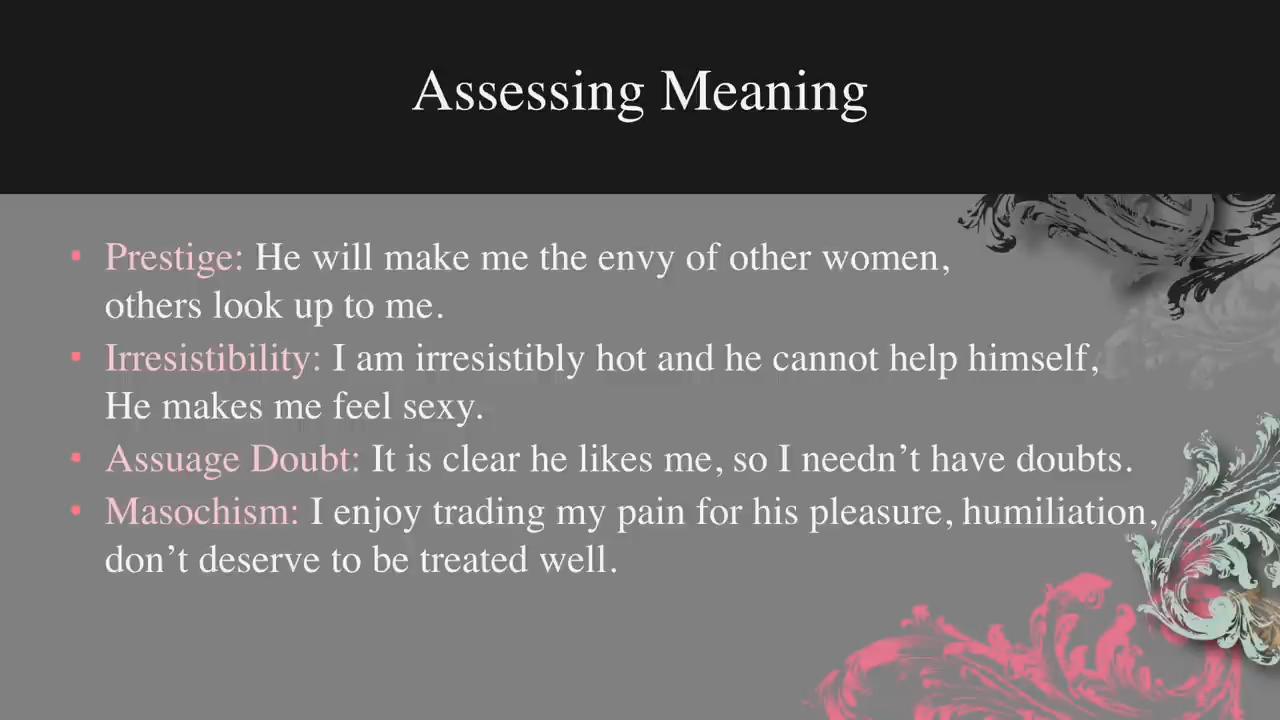 Assessing Meaning
▪ Prestige: He will make me the envy of other women,
others look up to me.
▪ Irresistibility: I am irresistibly hot and he cannot help himself,
He makes me feel sexy.
▪ Assuage Doubt: It is clear he likes me, so I needn’t have doubts.
▪ Masochism: I enjoy trading my pain for his pleasure, humiliation,
don’t deserve to be treated well.